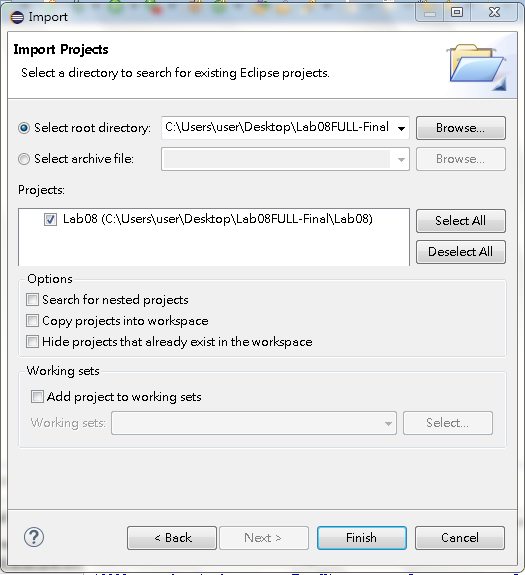 Import
Import Projects
Select a directory to search for existing Eclipse projects.
Select root directory: C:\Users\user\Desktop\Lab08FULL-Final Browse...
Select archive file: Browse...
Projects:
Lab08 (C:\Users\user\Desktop\Lab08FULL-Final\Lab08)
Select All
Deselect All
Options
Search for nested projects
Copy projects into workspace
Hide projects that already exist in the workspace
Working sets
Add project to working sets
Working sets: Select...
? < Back Next > Finish Cancel